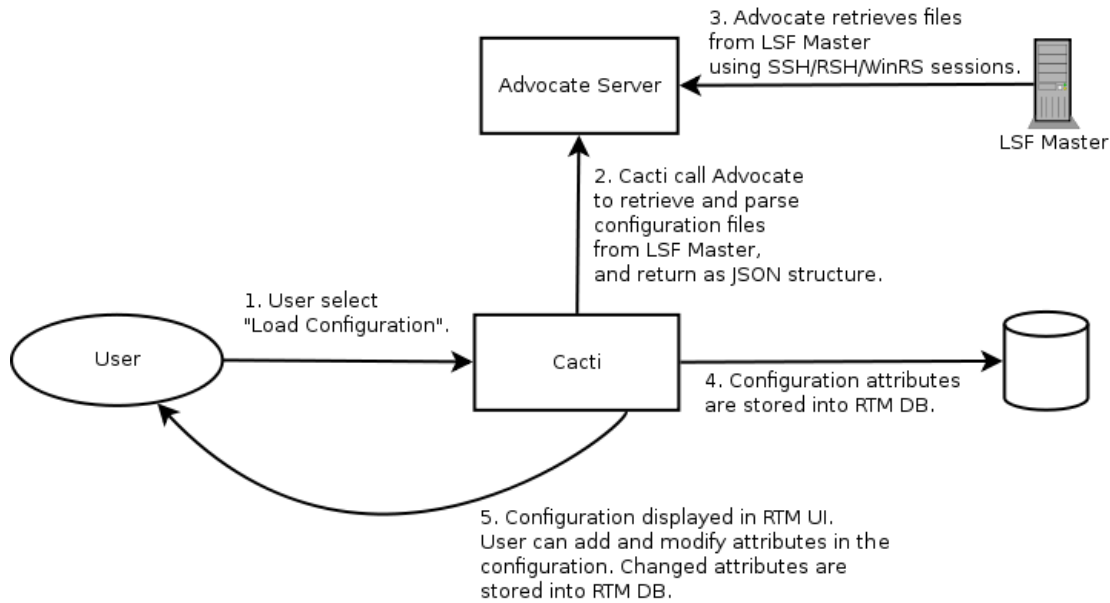 3. Advocate retrieves files
from LSF Master
using SSH/RSH/WinRS sessions.
Advocate Server
LSF Master
2. Cacti call Advocate
to retrieve and parse
configuration files
from LSF Master,
and return as JSON structure.
1. User select
"Load Configuration".
User
Cacti
4. Configuration attributes
are stored into RTM DB.
5. Configuration displayed in RTM UI.
User can add and modify attributes in the
configuration. Changed attributes are
stored into RTM DB.